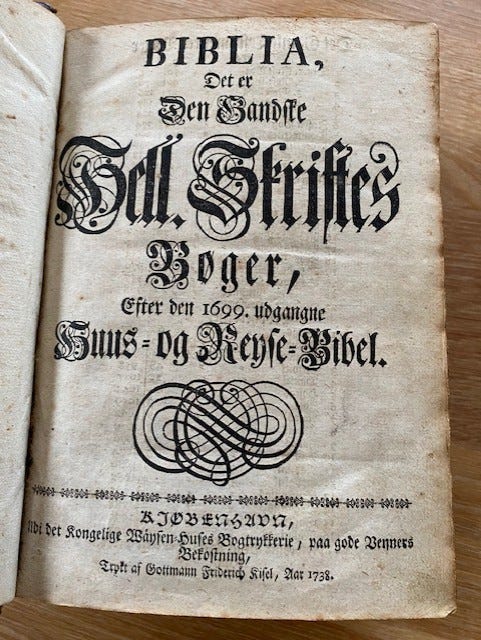 BIBLIA,
Det er
Den Gandske
Hell. Skriftes
Bøger,
Efter den 1699. udgangne
Huus-og Reyse-Bibel.
KJØBENHAVN,
udi det Kongelige Wäysen-Huses Bogtrykkerie, paa gode Venners
Bekostning,
Trykt af Gottmann Friderich Kisel, Aar 1738.